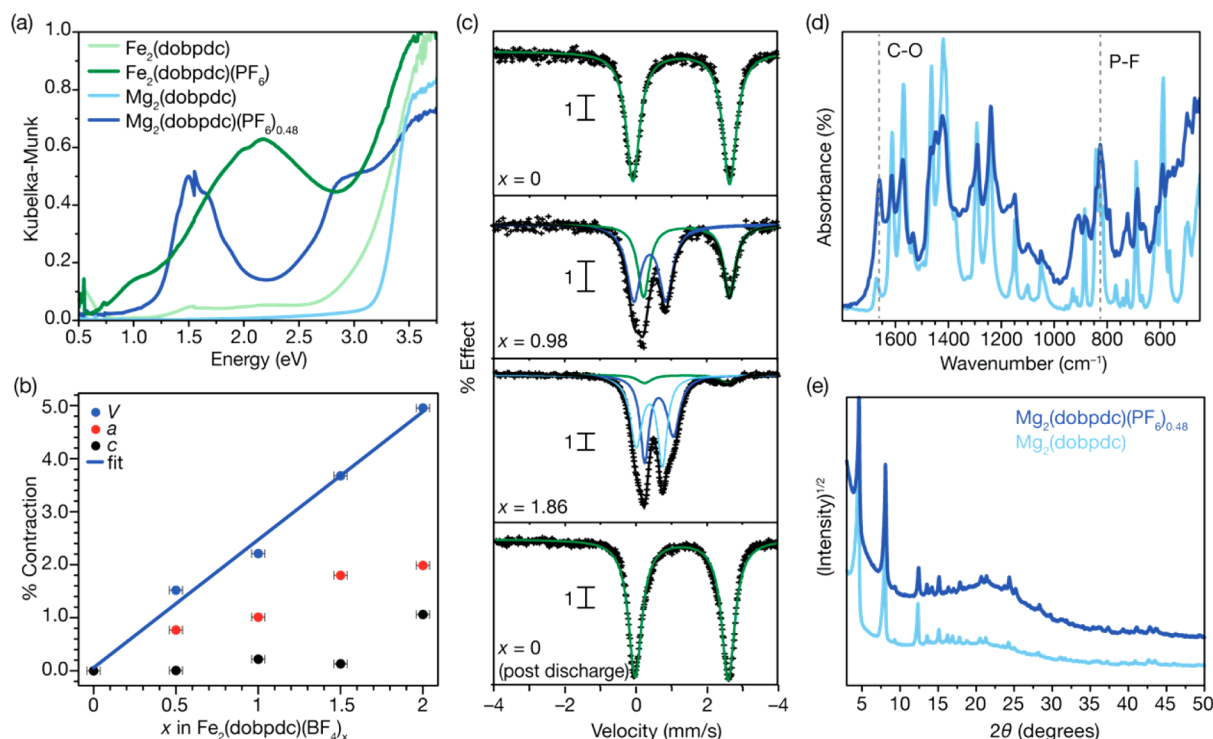 (a)
1.0
0.8
0.6
0.4
0.2
0.0
Kubelka-Munk
Fe₂(dobpdc)
Fe₂(dobpdc)(PF₆)
Mg₂(dobpdc)
Mg₂(dobpdc)(PF₆)₀.₄₈
0.5 1.0 1.5 2.0 2.5 3.0 3.5
Energy (eV)
(b)
5.0
4.0
3.0
2.0
1.0
0.0
% Contraction
V
a
c
fit
0 0.5 1 1.5 2
x in Fe₂(dobpdc)(BF₄)ₓ
(c)
% Effect
1
x = 0
1
x = 0.98
1
x = 1.86
1
x = 0
(post discharge)
−4 −2 0 2 4
Velocity (mm/s)
(d)
C-O
P-F
Absorbance (%)
1600 1400 1200 1000 800 600
Wavenumber (cm⁻¹)
(e)
Mg₂(dobpdc)(PF₆)₀.₄₈
Mg₂(dobpdc)
(Intensity)¹/²
5 10 15 20 25 30 35 40 45 50
2θ (degrees)